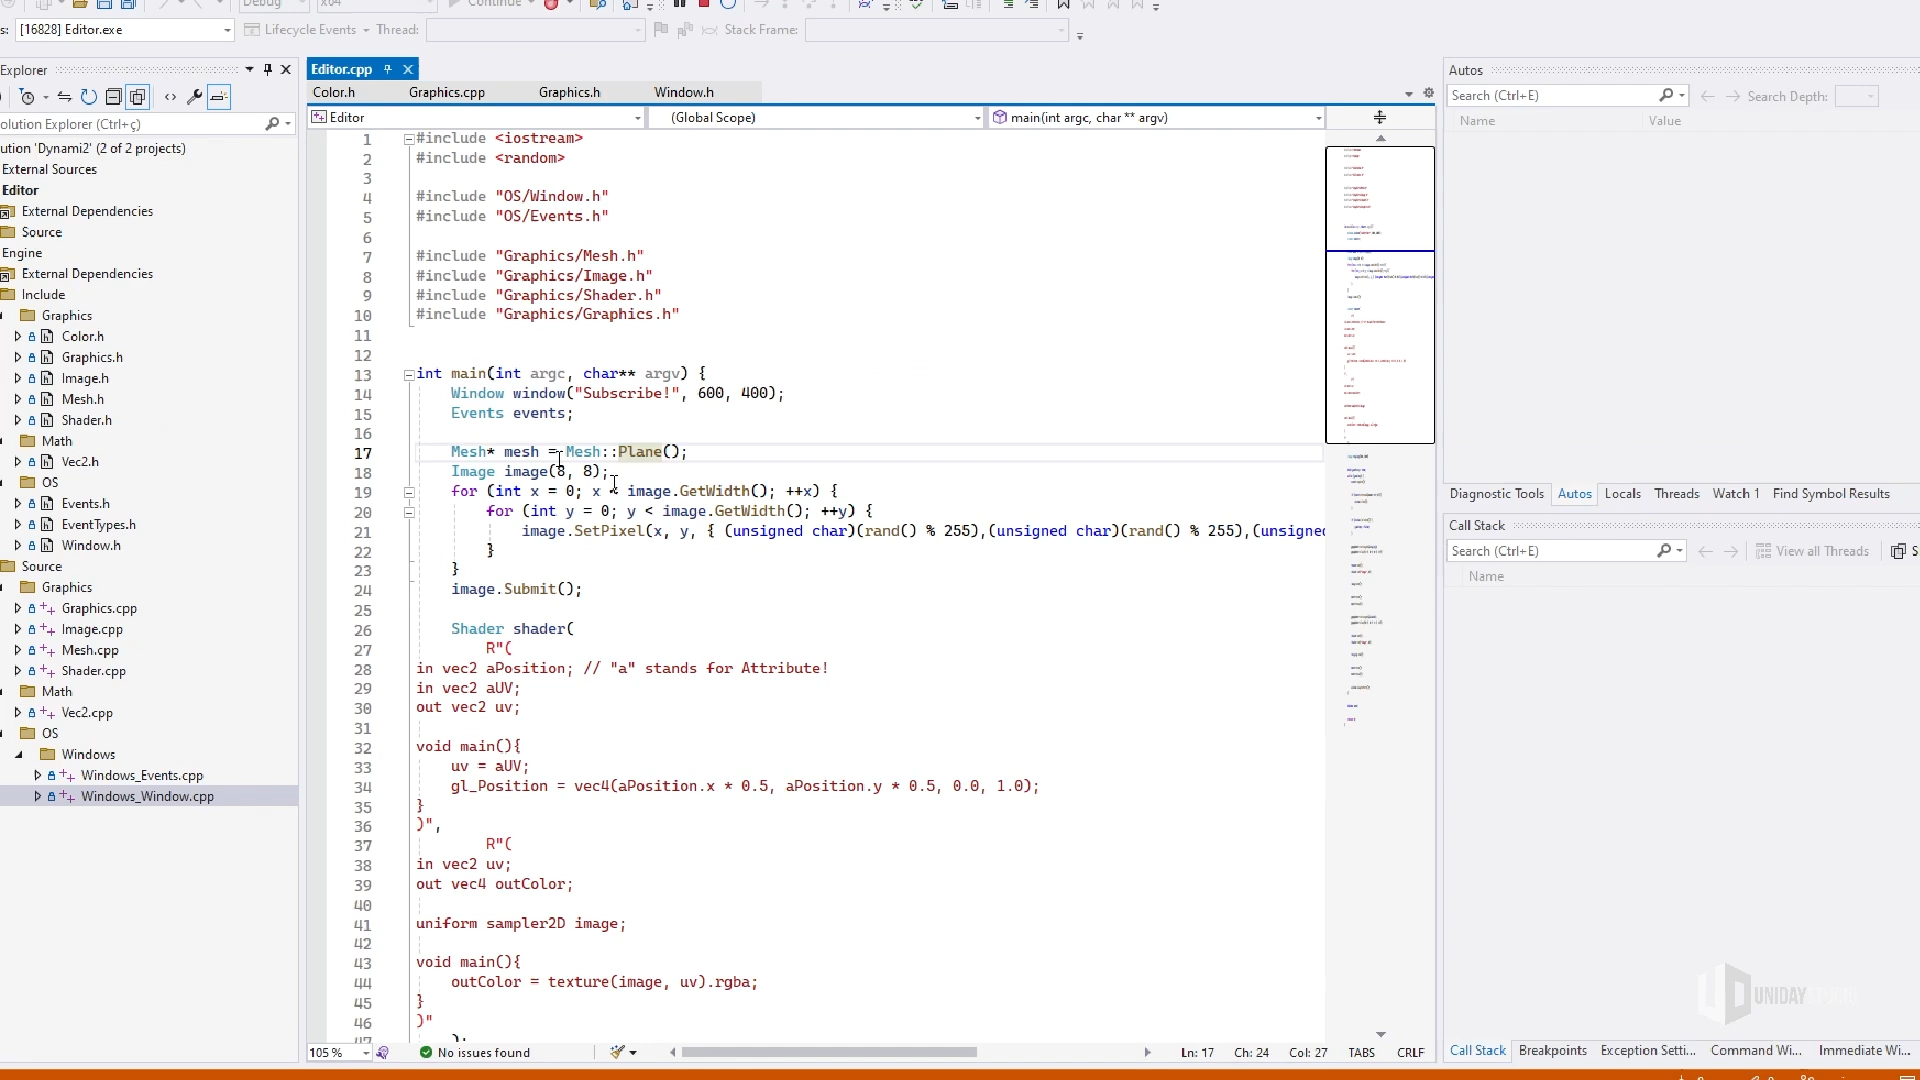 Debug
x64
Continue
s: [16828] Editor.exe
Lifecycle Events
Thread:
Stack Frame:
Explorer
olution Explorer (Ctrl+ç)
ution 'Dynami2' (2 of 2 projects)
External Sources
Editor
External Dependencies
Source
Engine
External Dependencies
Include
Graphics
Color.h
Graphics.h
Image.h
Mesh.h
Shader.h
Math
Vec2.h
OS
Events.h
EventTypes.h
Window.h
Source
Graphics
Graphics.cpp
Image.cpp
Mesh.cpp
Shader.cpp
Math
Vec2.cpp
OS
Windows
Windows_Events.cpp
Windows_Window.cpp
Editor.cpp
Color.h
Graphics.cpp
Graphics.h
Window.h
Editor
(Global Scope)
main(int argc, char ** argv)
1 #include <iostream>
2 #include <random>
3
4 #include "OS/Window.h"
5 #include "OS/Events.h"
6
7 #include "Graphics/Mesh.h"
8 #include "Graphics/Image.h"
9 #include "Graphics/Shader.h"
10 #include "Graphics/Graphics.h"
11
12
13 int main(int argc, char** argv) {
14 Window window("Subscribe!", 600, 400);
15 Events events;
16
17 Mesh* mesh = Mesh::Plane();
18 Image image(8, 8);
19 for (int x = 0; x < image.GetWidth(); ++x) {
20 for (int y = 0; y < image.GetWidth(); ++y) {
21 image.SetPixel(x, y, { (unsigned char)(rand() % 255),(unsigned char)(rand() % 255),(unsigned
22 }
23 }
24 image.Submit();
25
26 Shader shader(
27 R"(
28 in vec2 aPosition; // "a" stands for Attribute!
29 in vec2 aUV;
30 out vec2 uv;
31
32 void main(){
33 uv = aUV;
34 gl_Position = vec4(aPosition.x * 0.5, aPosition.y * 0.5, 0.0, 1.0);
35 }
36 )",
37 R"(
38 in vec2 uv;
39 out vec4 outColor;
40
41 uniform sampler2D image;
42
43 void main(){
44 outColor = texture(image, uv).rgba;
45 }
46 )"
47 );
105 %
No issues found
Ln: 17
Ch: 24
Col: 27
TABS
CRLF
Autos
Search (Ctrl+E)
Search Depth:
Name
Value
Diagnostic Tools
Autos
Locals
Threads
Watch 1
Find Symbol Results
Call Stack
Search (Ctrl+E)
View all Threads
S
Name
Call Stack
Breakpoints
Exception Setti...
Command Wi...
Immediate Wi...
UNIDAY